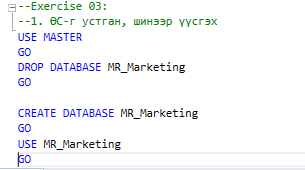 --Exercise 03:
--1. ӨС-г устган, шинээр үүсгэх
USE MASTER
GO
DROP DATABASE MR_Marketing
GO
CREATE DATABASE MR_Marketing
GO
USE MR_Marketing
GO